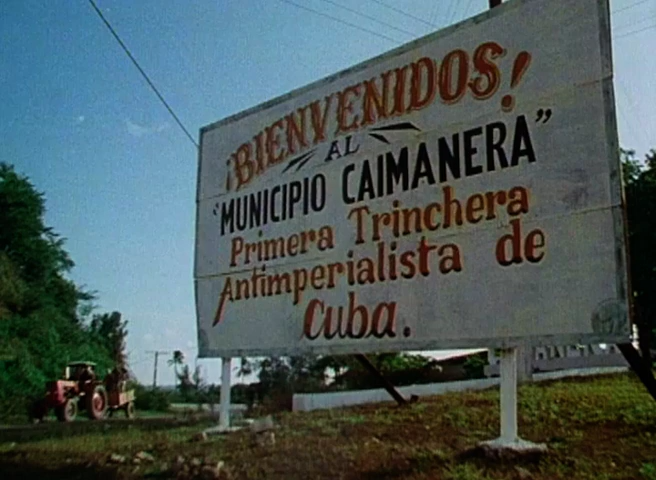 ¡BIENVENIDOS!
AL
"MUNICIPIO CAIMANERA"
Primera Trinchera
Antimperialista de
Cuba.